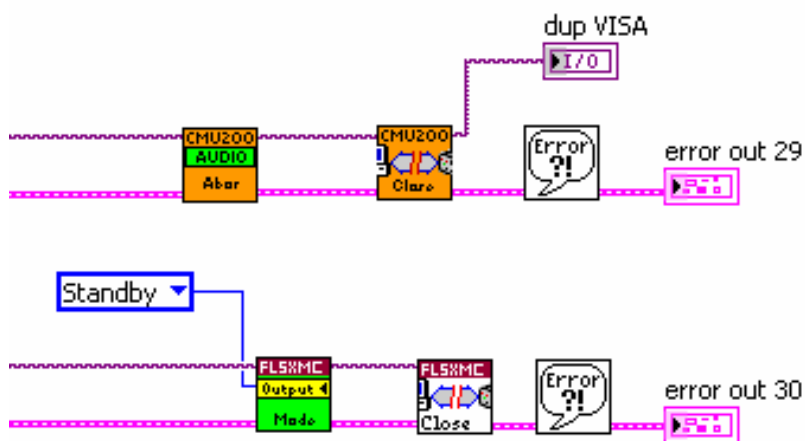 dup VISA
I/O
CMU200
AUDIO
Abor
CMU200
Close
Error
?!
error out 29
Standby
FLSXMC
Output
Mode
FLSXMC
Close
Error
?!
error out 30